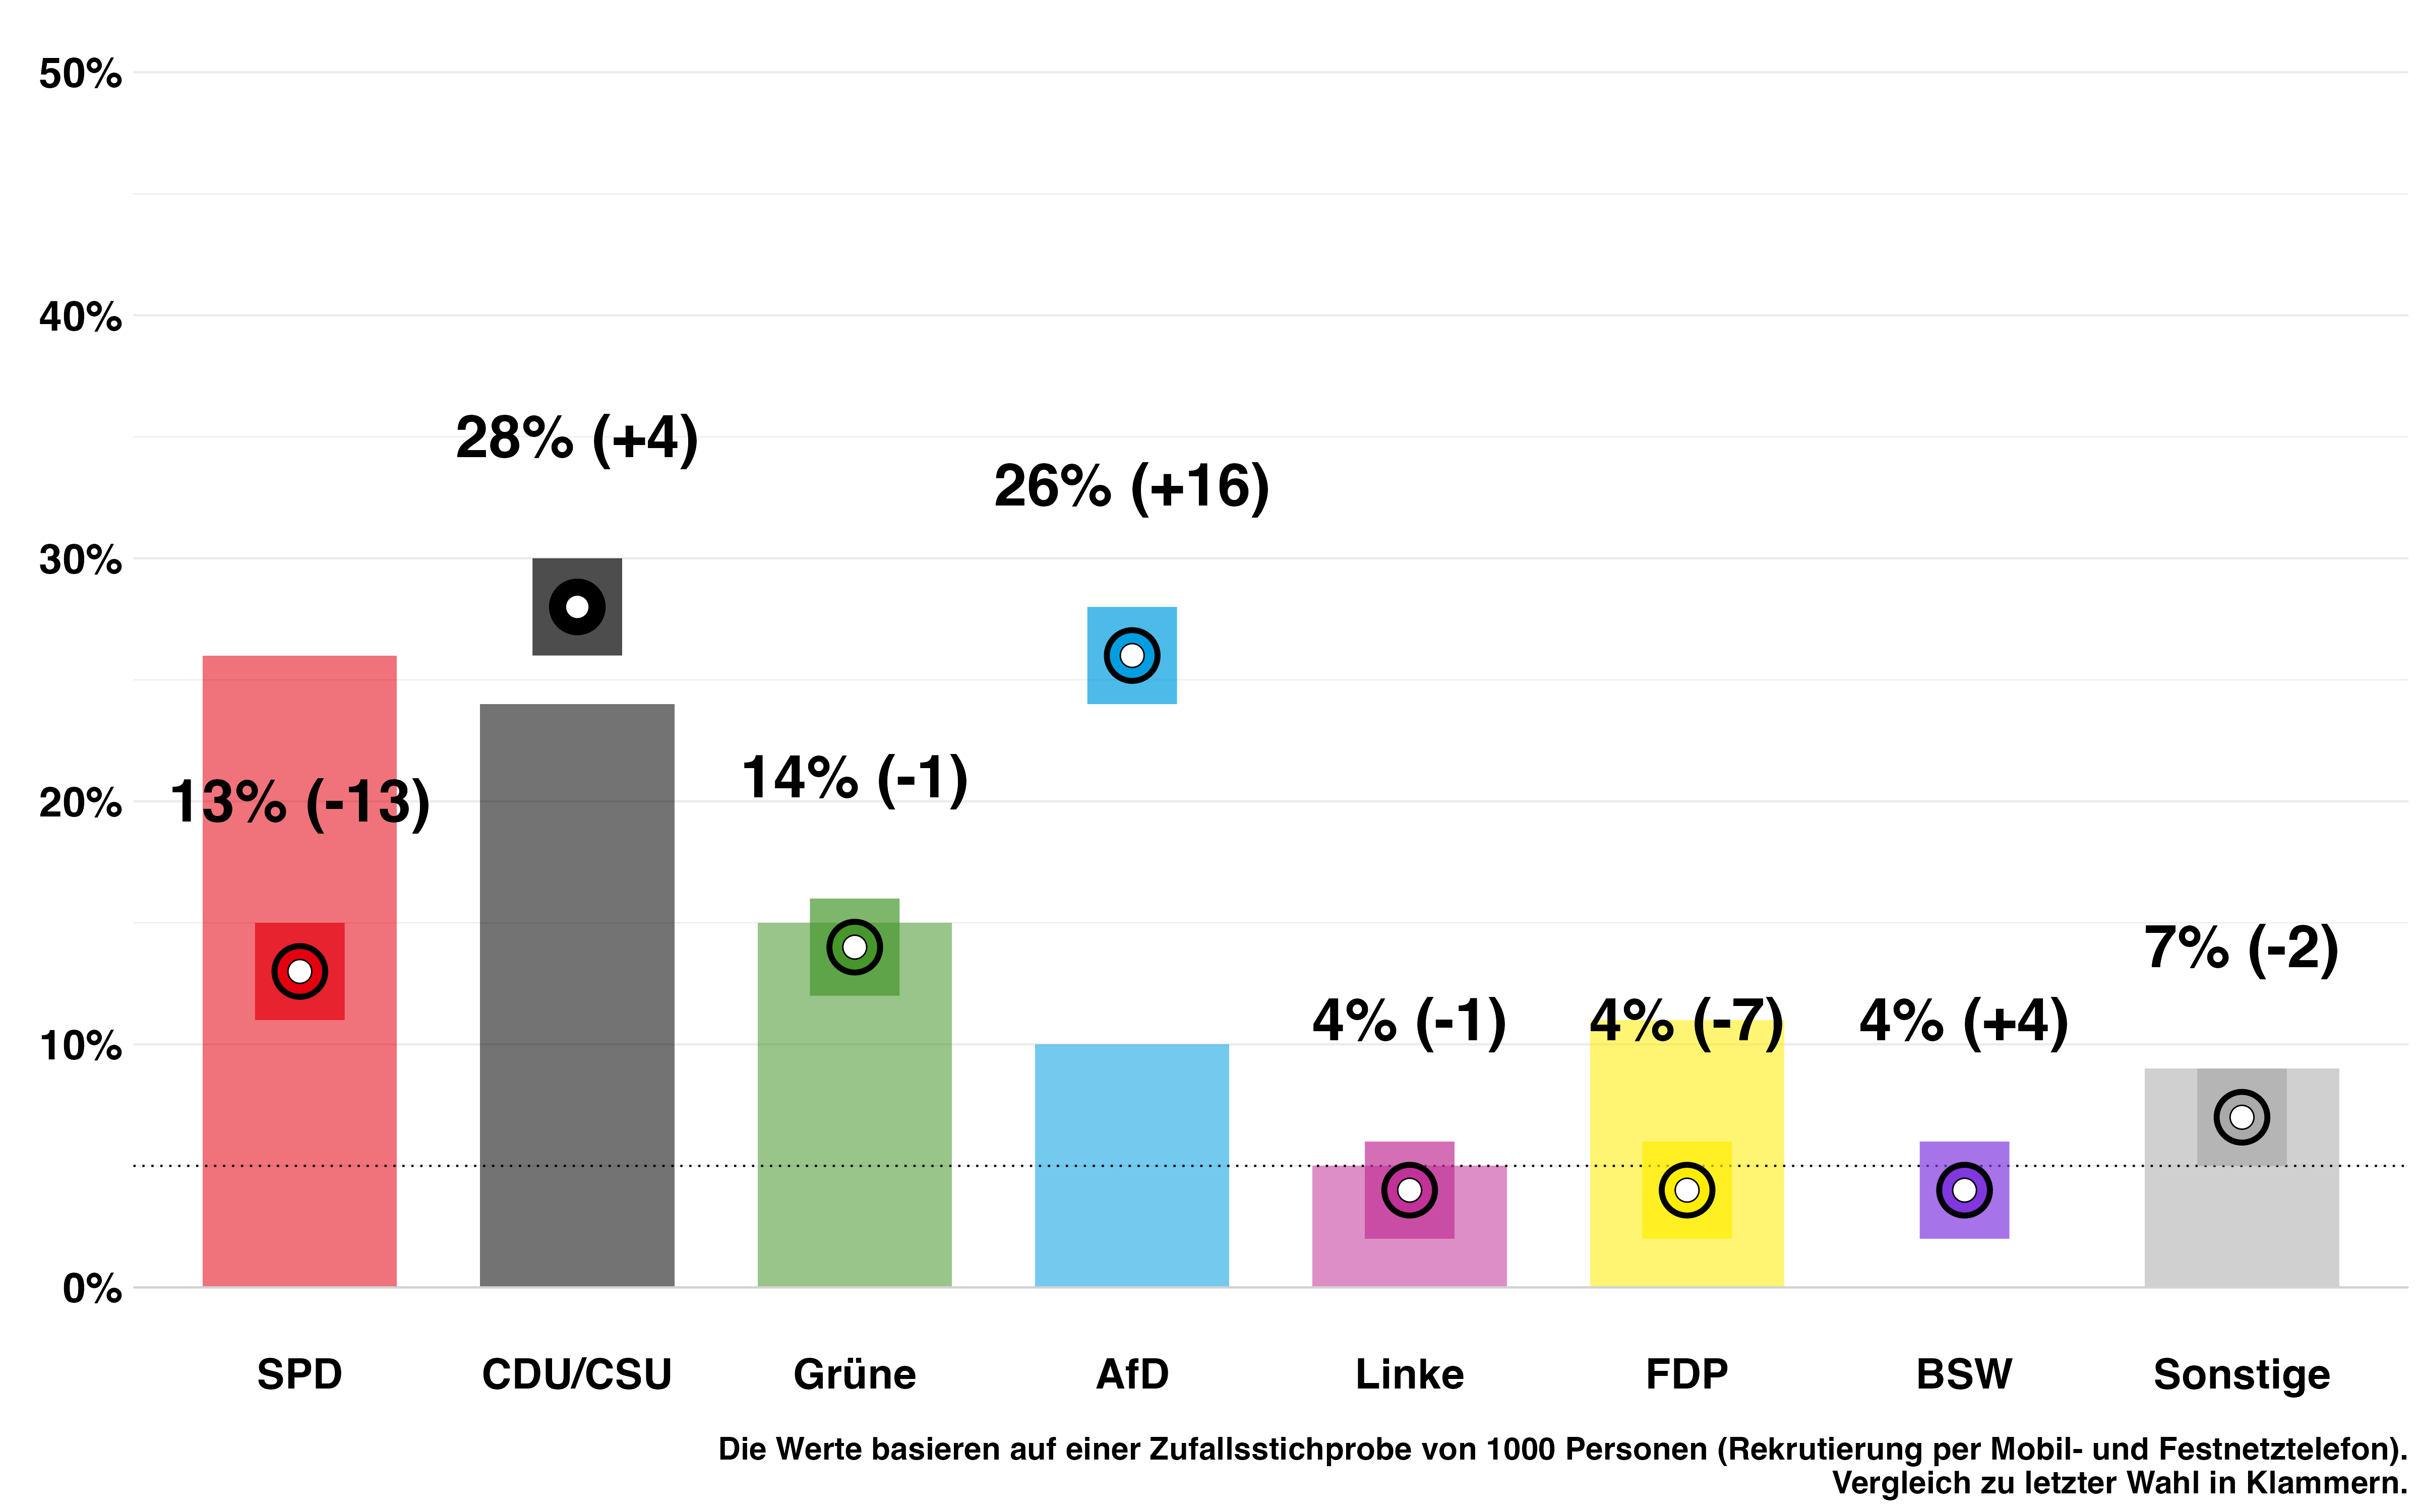 50%
40%
28% (+4)
26% (+16)
30%
14% (-1)
13% (-13)
20%
7% (-2)
4% (-1)
4% (-7)
4% (+4)
10%
0%
SPD
CDU/CSU
Grüne
AfD
Linke
FDP
BSW
Sonstige
Die Werte basieren auf einer Zufallsstichprobe von 1000 Personen (Rekrutierung per Mobil- und Festnetztelefon).
Vergleich zu letzter Wahl in Klammern.